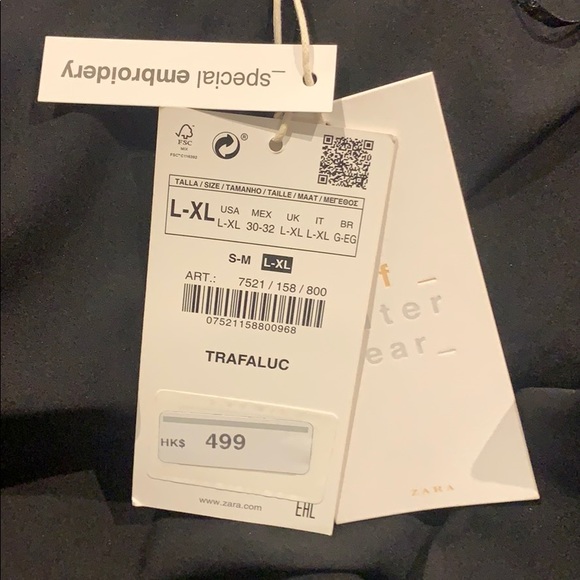 _special embroidery
FSC
MIX
®
TALLA / SIZE / TAMANHO / TAILLE / MAAT / ΜΕΓΕΘΟΣ
L-XL USA MEX UK IT BR
L-XL 30-32 L-XL L-XL G-EG
S-M L-XL
ART.: 7521 / 158 / 800
07521158800968
TRAFALUC
HK$ 499
www.zara.com
EAC
f _
ter
ear_
ZARA